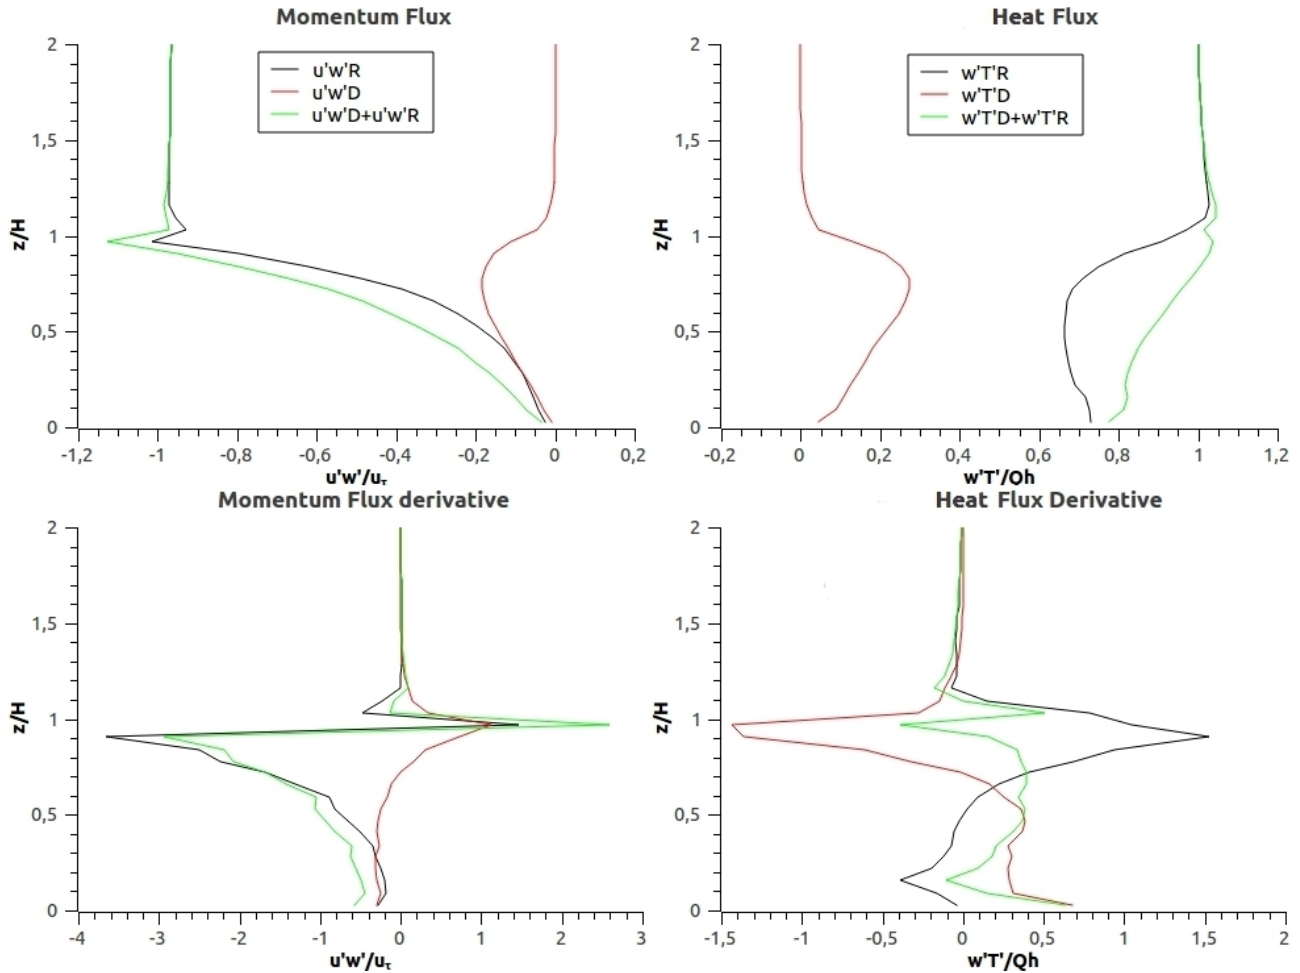 Momentum Flux
2
1,5
1
0,5
0
z/H
u'w'R
u'w'D
u'w'D+u'w'R
-1,2 -1 -0,8 -0,6 -0,4 -0,2 0 0,2
u'w'/uτ
Heat Flux
2
1,5
1
0,5
0
z/H
w'T'R
w'T'D
w'T'D+w'T'R
-0,2 0 0,2 0,4 0,6 0,8 1 1,2
w'T'/Qh
Momentum Flux derivative
2
1,5
1
0,5
0
z/H
-4 -3 -2 -1 0 1 2 3
u'w'/uτ
Heat Flux Derivative
2
1,5
1
0,5
0
z/H
-1,5 -1 -0,5 0 0,5 1 1,5 2
w'T'/Qh